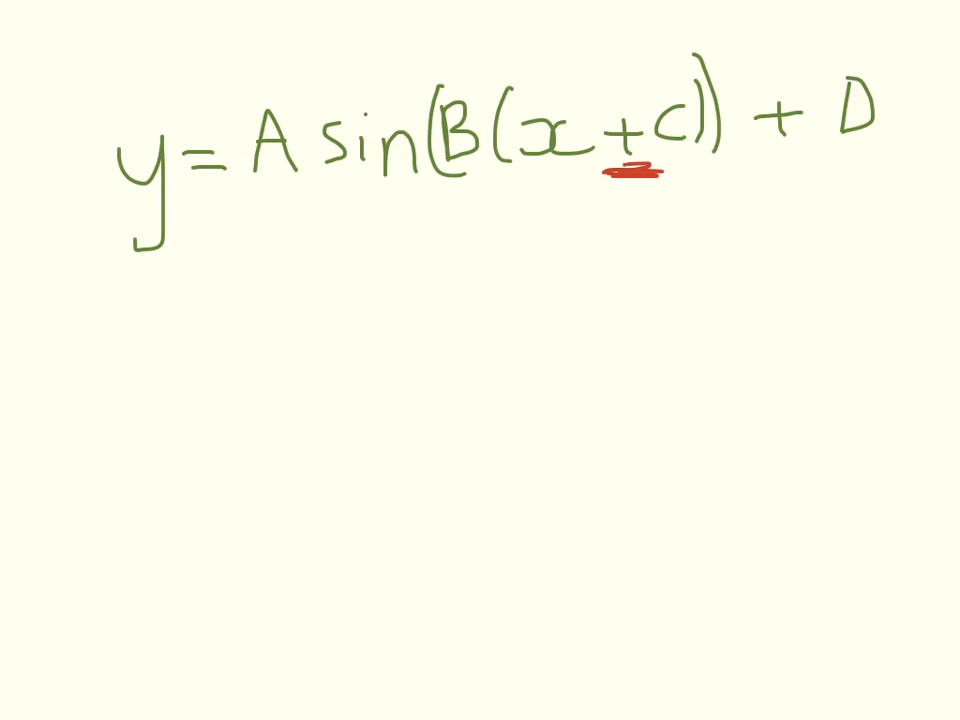 y = A sin(B(x + C)) + D